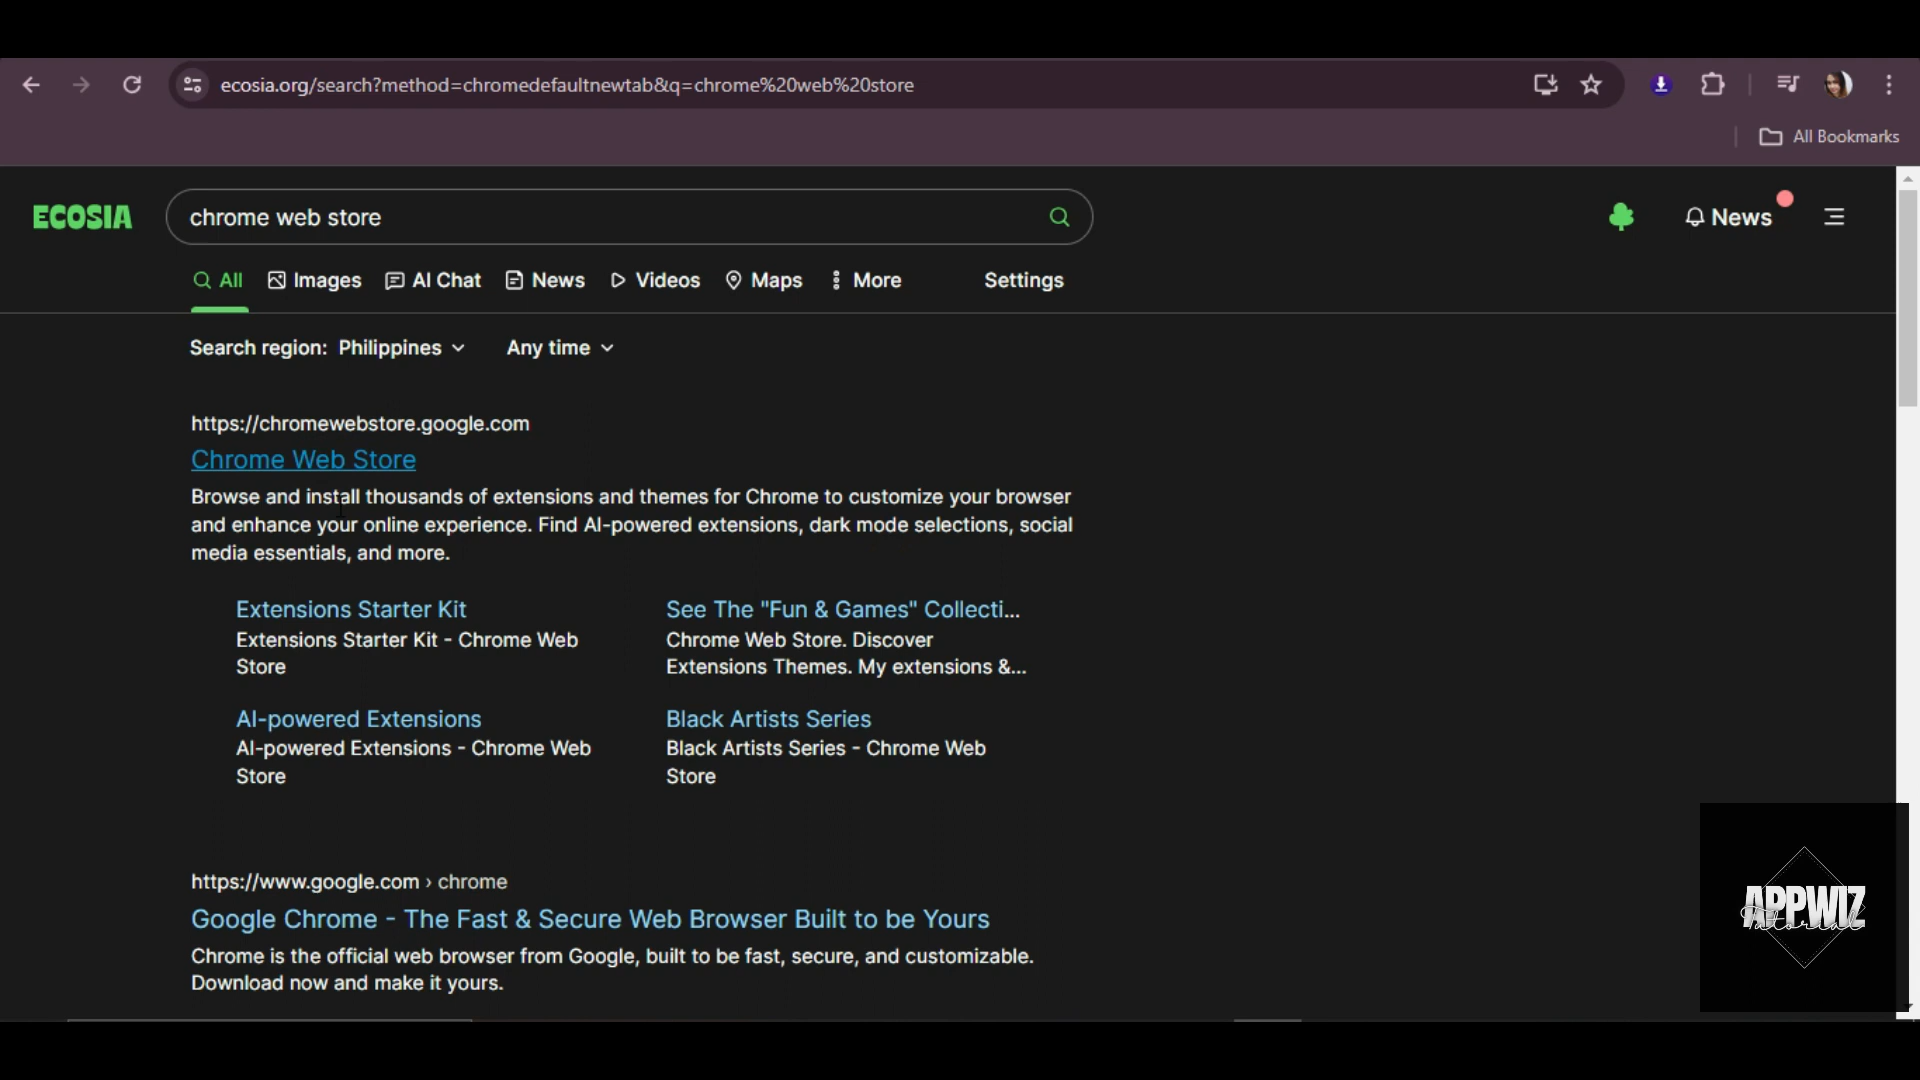 ecosia.org/search?method=chromedefaultnewtab&q=chrome%20web%20store
All Bookmarks
ECOSIA
chrome web store
News
All
Images
AI Chat
News
Videos
Maps
More
Settings
Search region: Philippines
Any time
https://chromewebstore.google.com
Chrome Web Store
Browse and install thousands of extensions and themes for Chrome to customize your browser
and enhance your online experience. Find AI-powered extensions, dark mode selections, social
media essentials, and more.
Extensions Starter Kit
Extensions Starter Kit - Chrome Web
Store
See The "Fun & Games" Collecti...
Chrome Web Store. Discover
Extensions Themes. My extensions &...
AI-powered Extensions
AI-powered Extensions - Chrome Web
Store
Black Artists Series
Black Artists Series - Chrome Web
Store
https://www.google.com › chrome
Google Chrome - The Fast & Secure Web Browser Built to be Yours
Chrome is the official web browser from Google, built to be fast, secure, and customizable.
Download now and make it yours.
APPWIZ
Tutorial